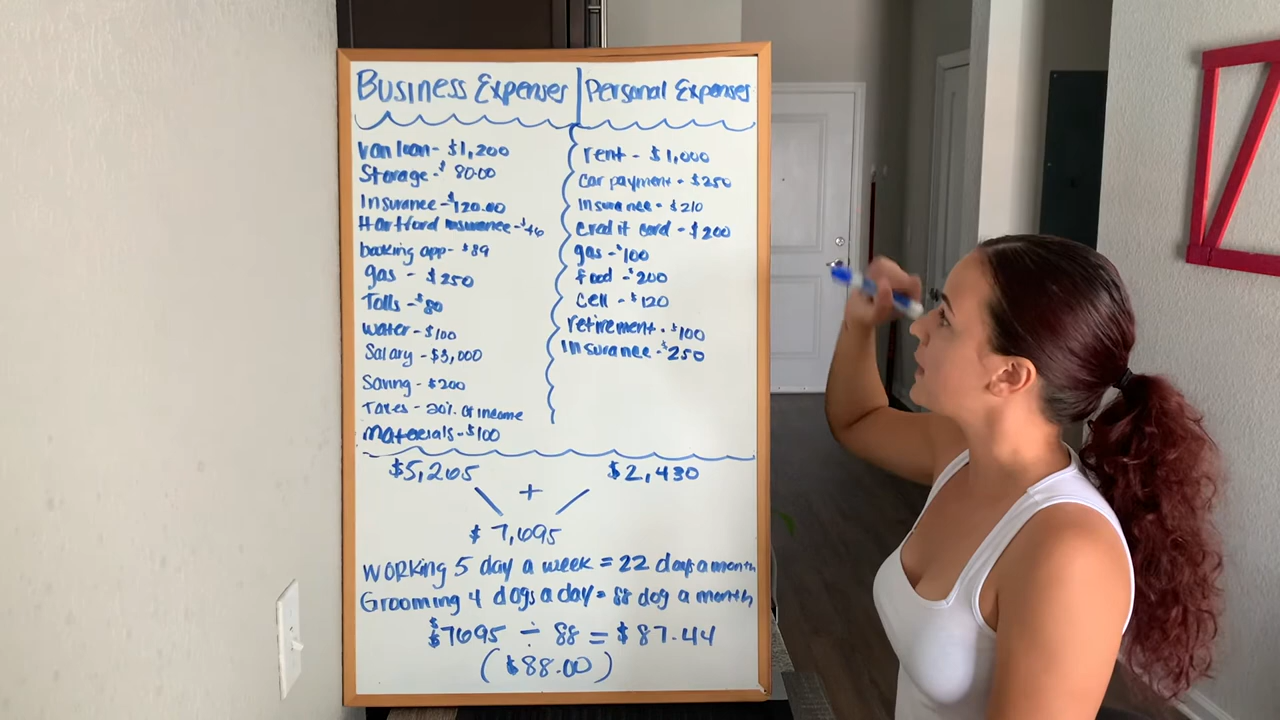 Business Expenses
van loan - $1,200
Storage - $80.00
Insurance - $120.00
Hartford insurance - $46
booking app - $89
gas - $250
Tolls - $80
water - $100
Salary - $3,000
Saving - $200
Taxes - 20% of income
Materials - $100
$5,265
Personal Expenses
rent - $1,000
car payment - $250
Insurance - $210
credit card - $200
gas - $100
food - $200
cell - $120
retirement - $100
Insurance - $250
$2,430
+
$7,695
WORKING 5 day a week = 22 days a month
Grooming 4 dogs a day = 88 dog a month
$7695 ÷ 88 = $87.44
($88.00)